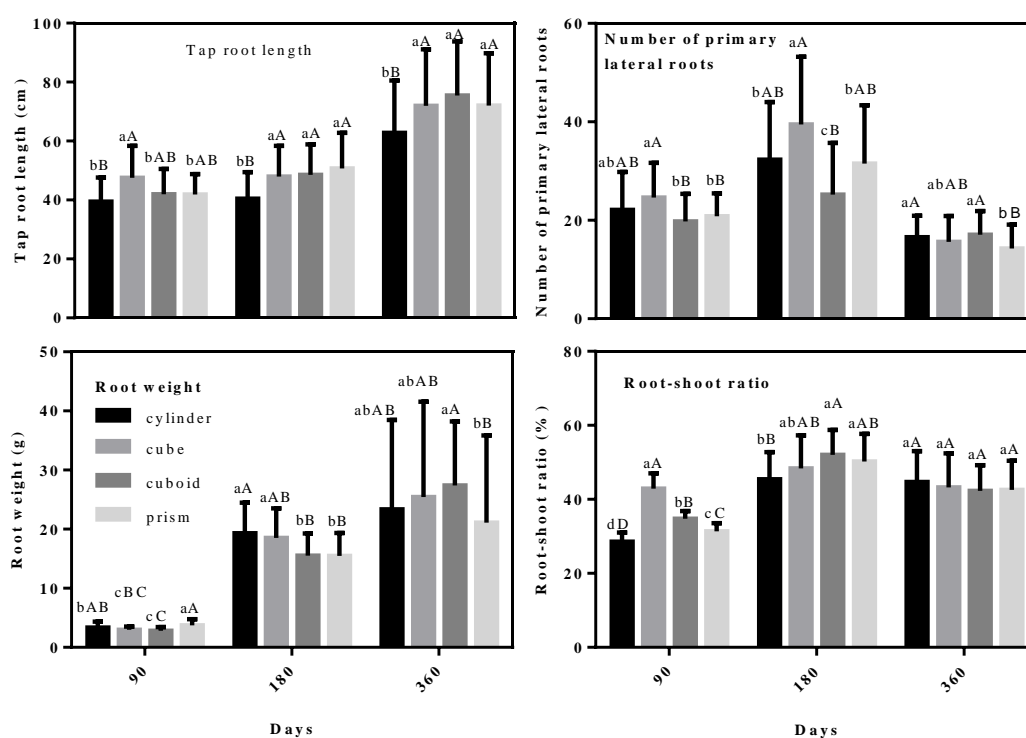 Tap root length
Tap root length (cm)
100
80
60
40
20
0
bB
aA
bAB
bAB
bB
aA
aA
aA
bB
aA
aA
aA
Number of primary
lateral roots
Number of primary lateral roots
60
40
20
0
abAB
aA
bB
bB
bAB
aA
cB
bAB
aA
abAB
aA
bB
Root weight
cylinder
cube
cuboid
prism
Root weight (g)
50
40
30
20
10
0
bAB
cBC
cC
aA
aA
aAB
bB
bB
abAB
abAB
aA
bB
90
180
360
Days
Root-shoot ratio
Root-shoot ratio (%)
80
60
40
20
0
dD
aA
bB
cC
bB
abAB
aA
aAB
aA
aA
aA
aA
90
180
360
Days